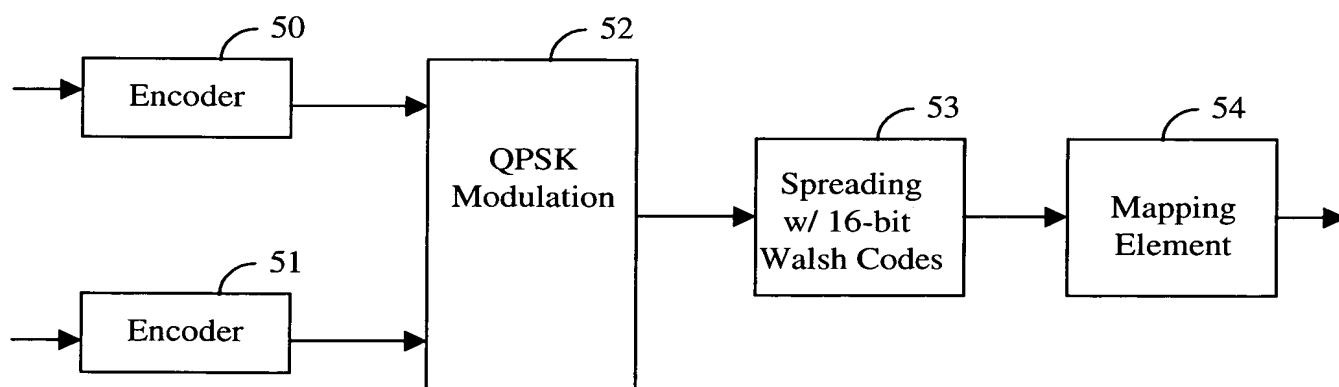 50
Encoder
52
QPSK
Modulation
53
Spreading
w/ 16-bit
Walsh Codes
54
Mapping
Element
51
Encoder